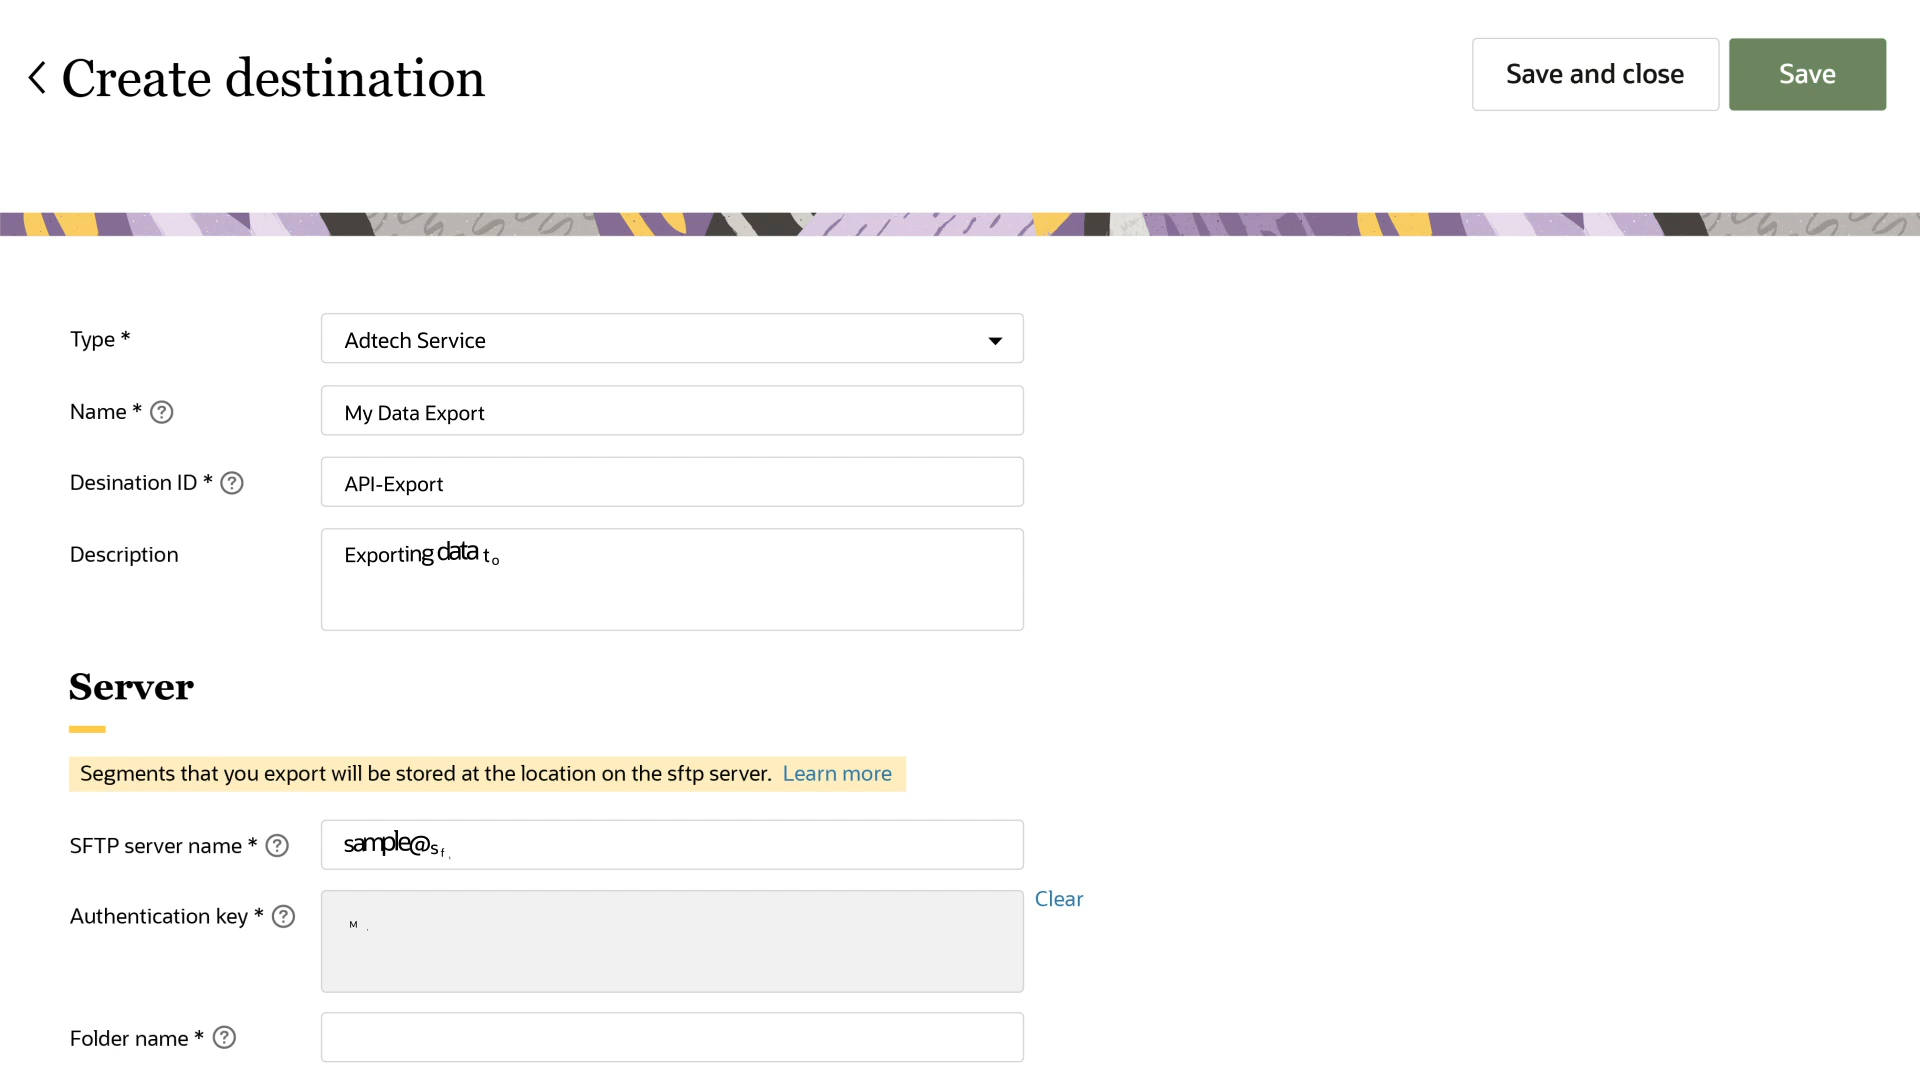 Create destination
Save and close
Save
Type *
Adtech Service
Name * ?
My Data Export
Desination ID * ?
API-Export
Description
Exporting data to
Server
Segments that you export will be stored at the location on the sftp server. Learn more
SFTP server name * ?
sample@sf
Authentication key * ?
M
Clear
Folder name * ?